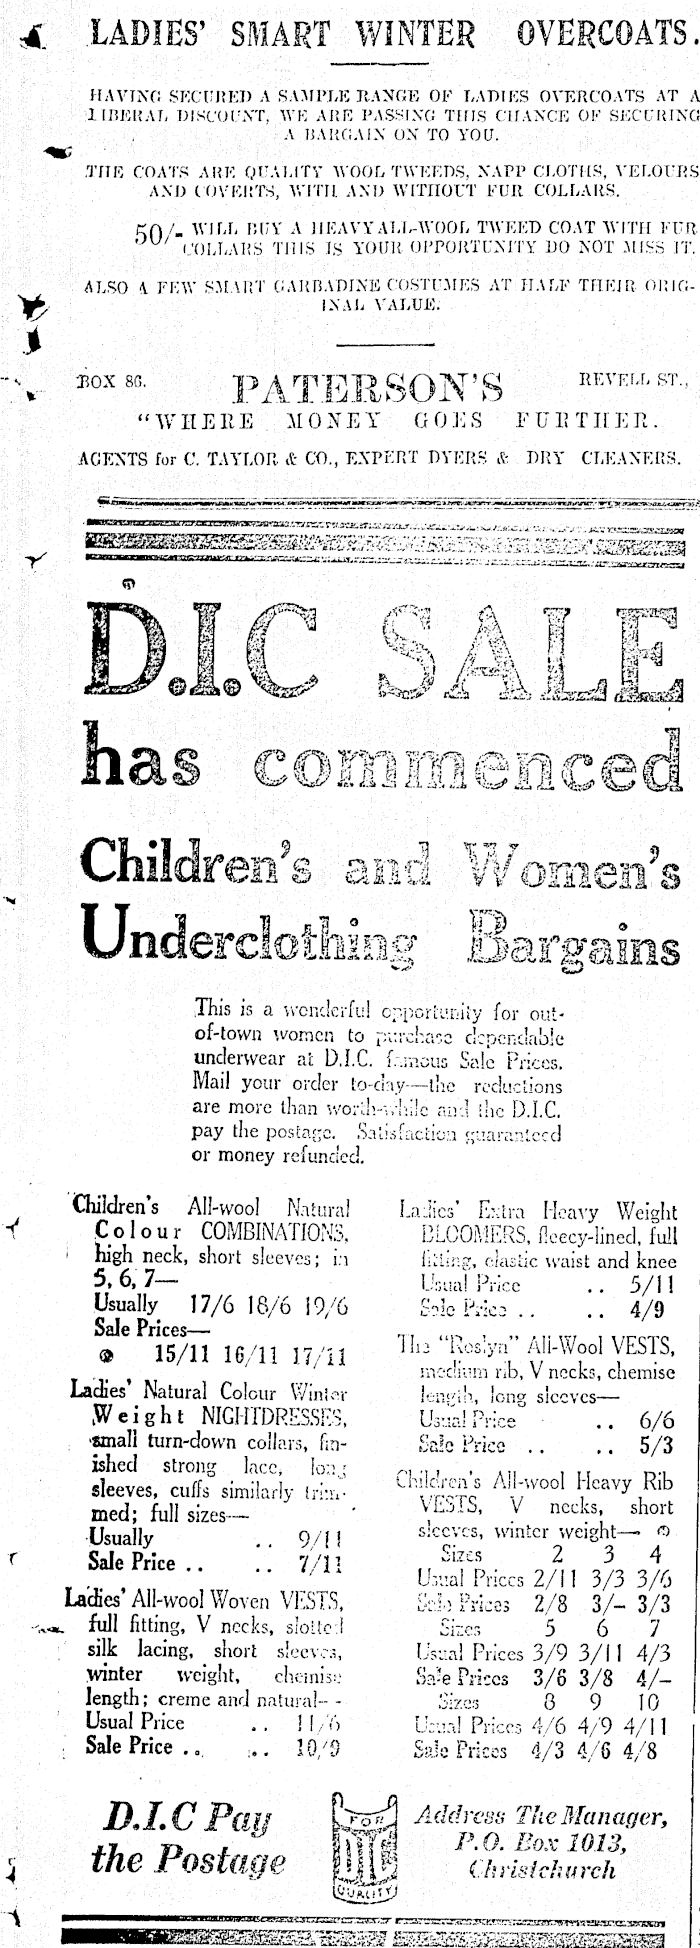 LADIES' SMART WINTER OVERCOATS.
HAVING SECURED A SAMPLE RANGE OF LADIES OVERCOATS AT A
LIBERAL DISCOUNT, WE ARE PASSING THIS CHANCE OF SECURING
A BARGAIN ON TO YOU.
THE COATS ARE QUALITY WOOL TWEEDS, NAPP CLOTHS, VELOURS
AND COVERTS, WITH AND WITHOUT FUR COLLARS.
50/- WILL BUY A HEAVY ALL-WOOL TWEED COAT WITH FUR
COLLARS THIS IS YOUR OPPORTUNITY DO NOT MISS IT.
ALSO A FEW SMART GARBADINE COSTUMES AT HALF THEIR ORIG-
INAL VALUE.
BOX 86. PATERSON'S REVELL ST.,
"WHERE MONEY GOES FURTHER.
AGENTS for C. TAYLOR & CO., EXPERT DYERS & DRY CLEANERS.
D.I.C SALE
has commenced
Children's and Women's
Underclothing Bargains
This is a wonderful opportunity for out-
of-town women to purchase dependable
underwear at D.I.C. famous Sale Prices.
Mail your order to-day—the reductions
are more than worth-while and the D.I.C.
pay the postage. Satisfaction guaranteed
or money refunded.
Children's All-wool Natural
Colour COMBINATIONS,
high neck, short sleeves; in
5, 6, 7—
Usually 17/6 18/6 19/6
Sale Prices—
15/11 16/11 17/11
Ladies' Natural Colour Winter
Weight NIGHTDRESSES,
small turn-down collars, fin-
ished strong lace, long
sleeves, cuffs similarly trim-
med; full sizes—
Usually .. 9/11
Sale Price .. .. 7/11
Ladies' All-wool Woven VESTS,
full fitting, V necks, slotted
silk lacing, short sleeves,
winter weight, chemise
length; creme and natural—
Usual Price .. 11/6
Sale Price .. .. 10/9
Ladies' Extra Heavy Weight
BLOOMERS, fleecy-lined, full
fitting, elastic waist and knee
Usual Price .. 5/11
Sale Price .. .. 4/9
The "Roslyn" All-Wool VESTS,
medium rib, V necks, chemise
length, long sleeves—
Usual Price .. 6/6
Sale Price .. .. 5/3
Children's All-wool Heavy Rib
VESTS, V necks, short
sleeves, winter weight—
Sizes 2 3 4
Usual Prices 2/11 3/3 3/6
Sale Prices 2/8 3/- 3/3
Sizes 5 6 7
Usual Prices 3/9 3/11 4/3
Sale Prices 3/6 3/8 4/-
Sizes 8 9 10
Usual Prices 4/6 4/9 4/11
Sale Prices 4/3 4/6 4/8
D.I.C Pay
the Postage
FOR
DIC
QUALITY
Address The Manager,
P.O. Box 1013,
Christchurch